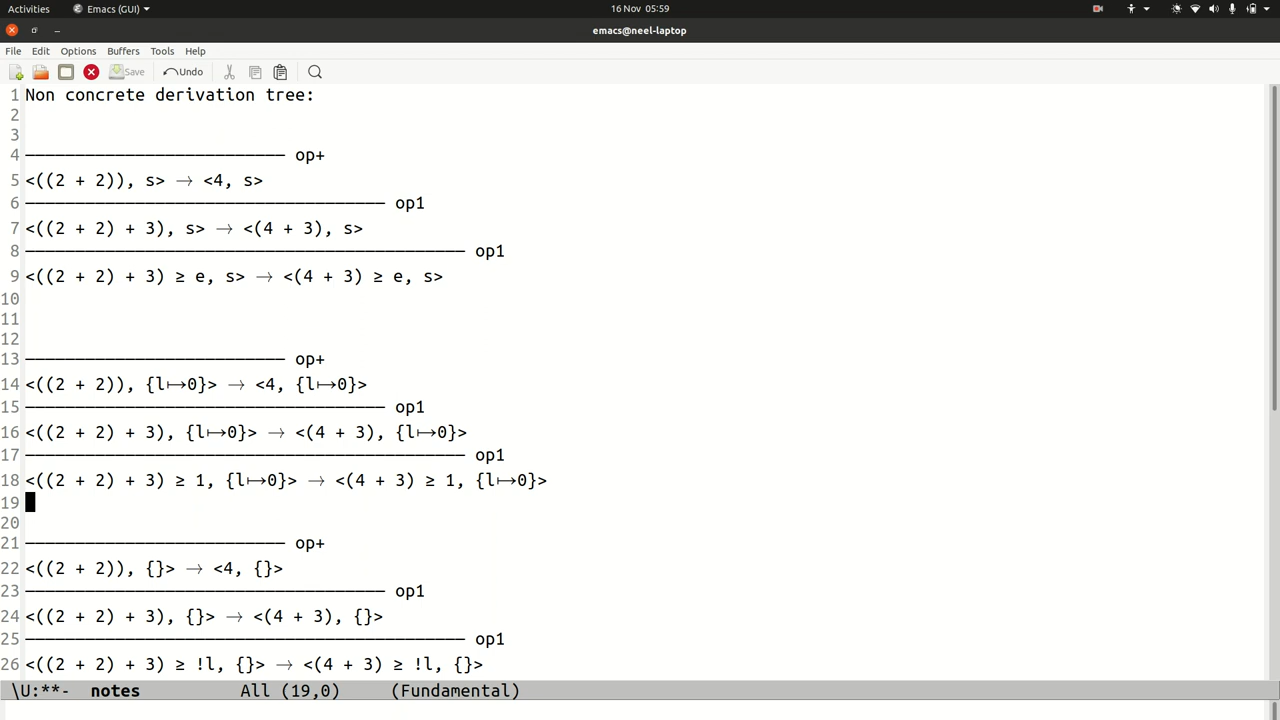 Activities Emacs (GUI) 16 Nov 05:59
emacs@neel-laptop
File Edit Options Buffers Tools Help
Save Undo
1 Non concrete derivation tree:
2
3
4 —————————————————————————— op+
5 <((2 + 2)), s> → <4, s>
6 ———————————————————————————————————— op1
7 <((2 + 2) + 3), s> → <(4 + 3), s>
8 ———————————————————————————————————————————— op1
9 <((2 + 2) + 3) ≥ e, s> → <(4 + 3) ≥ e, s>
10
11
12
13 —————————————————————————— op+
14 <((2 + 2)), {l↦0}> → <4, {l↦0}>
15 ———————————————————————————————————— op1
16 <((2 + 2) + 3), {l↦0}> → <(4 + 3), {l↦0}>
17 ———————————————————————————————————————————— op1
18 <((2 + 2) + 3) ≥ 1, {l↦0}> → <(4 + 3) ≥ 1, {l↦0}>
19
20
21 —————————————————————————— op+
22 <((2 + 2)), {}> → <4, {}>
23 ———————————————————————————————————— op1
24 <((2 + 2) + 3), {}> → <(4 + 3), {}>
25 ———————————————————————————————————————————— op1
26 <((2 + 2) + 3) ≥ !l, {}> → <(4 + 3) ≥ !l, {}>
\U:**- notes All (19,0) (Fundamental)